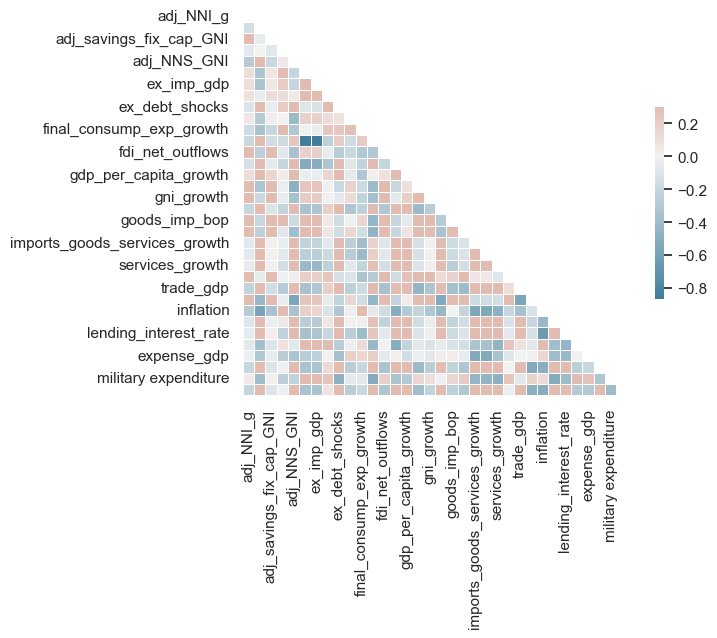 adj_NNI_g
adj_savings_fix_cap_GNI
adj_NNS_GNI
ex_imp_gdp
ex_debt_shocks
final_consump_exp_growth
fdi_net_outflows
gdp_per_capita_growth
gni_growth
goods_imp_bop
imports_goods_services_growth
services_growth
trade_gdp
inflation
lending_interest_rate
expense_gdp
military expenditure
0.2
0.0
−0.2
−0.4
−0.6
−0.8
adj_NNI_g
adj_savings_fix_cap_GNI
adj_NNS_GNI
ex_imp_gdp
ex_debt_shocks
final_consump_exp_growth
fdi_net_outflows
gdp_per_capita_growth
gni_growth
goods_imp_bop
imports_goods_services_growth
services_growth
trade_gdp
inflation
lending_interest_rate
expense_gdp
military expenditure